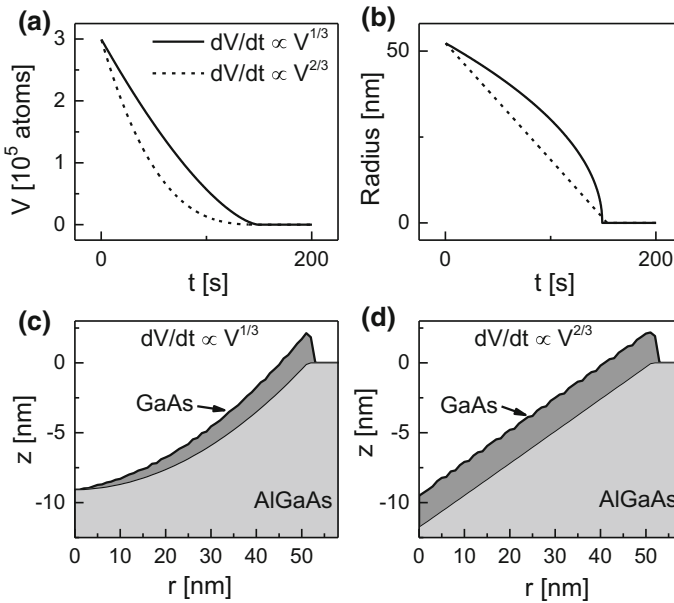 (a)
dV/dt ∝ V^1/3
dV/dt ∝ V^2/3
3
2
1
0
V [10^5 atoms]
0
200
t [s]
(b)
50
0
Radius [nm]
0
200
t [s]
(c)
dV/dt ∝ V^1/3
GaAs
AlGaAs
0
-5
-10
z [nm]
0
10
20
30
40
50
r [nm]
(d)
dV/dt ∝ V^2/3
GaAs
AlGaAs
0
-5
-10
z [nm]
0
10
20
30
40
50
r [nm]